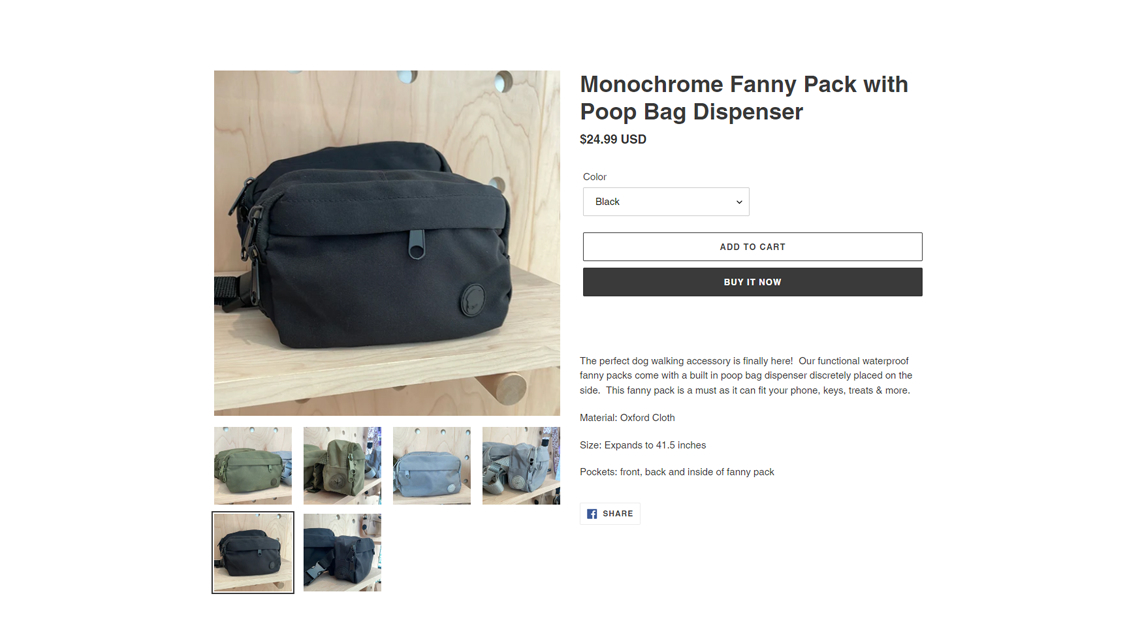 Monochrome Fanny Pack with
Poop Bag Dispenser
$24.99 USD
Color
Black
ADD TO CART
BUY IT NOW
The perfect dog walking accessory is finally here!  Our functional waterproof
fanny packs come with a built in poop bag dispenser discretely placed on the
side.  This fanny pack is a must as it can fit your phone, keys, treats & more.
Material: Oxford Cloth
Size: Expands to 41.5 inches
Pockets: front, back and inside of fanny pack
SHARE